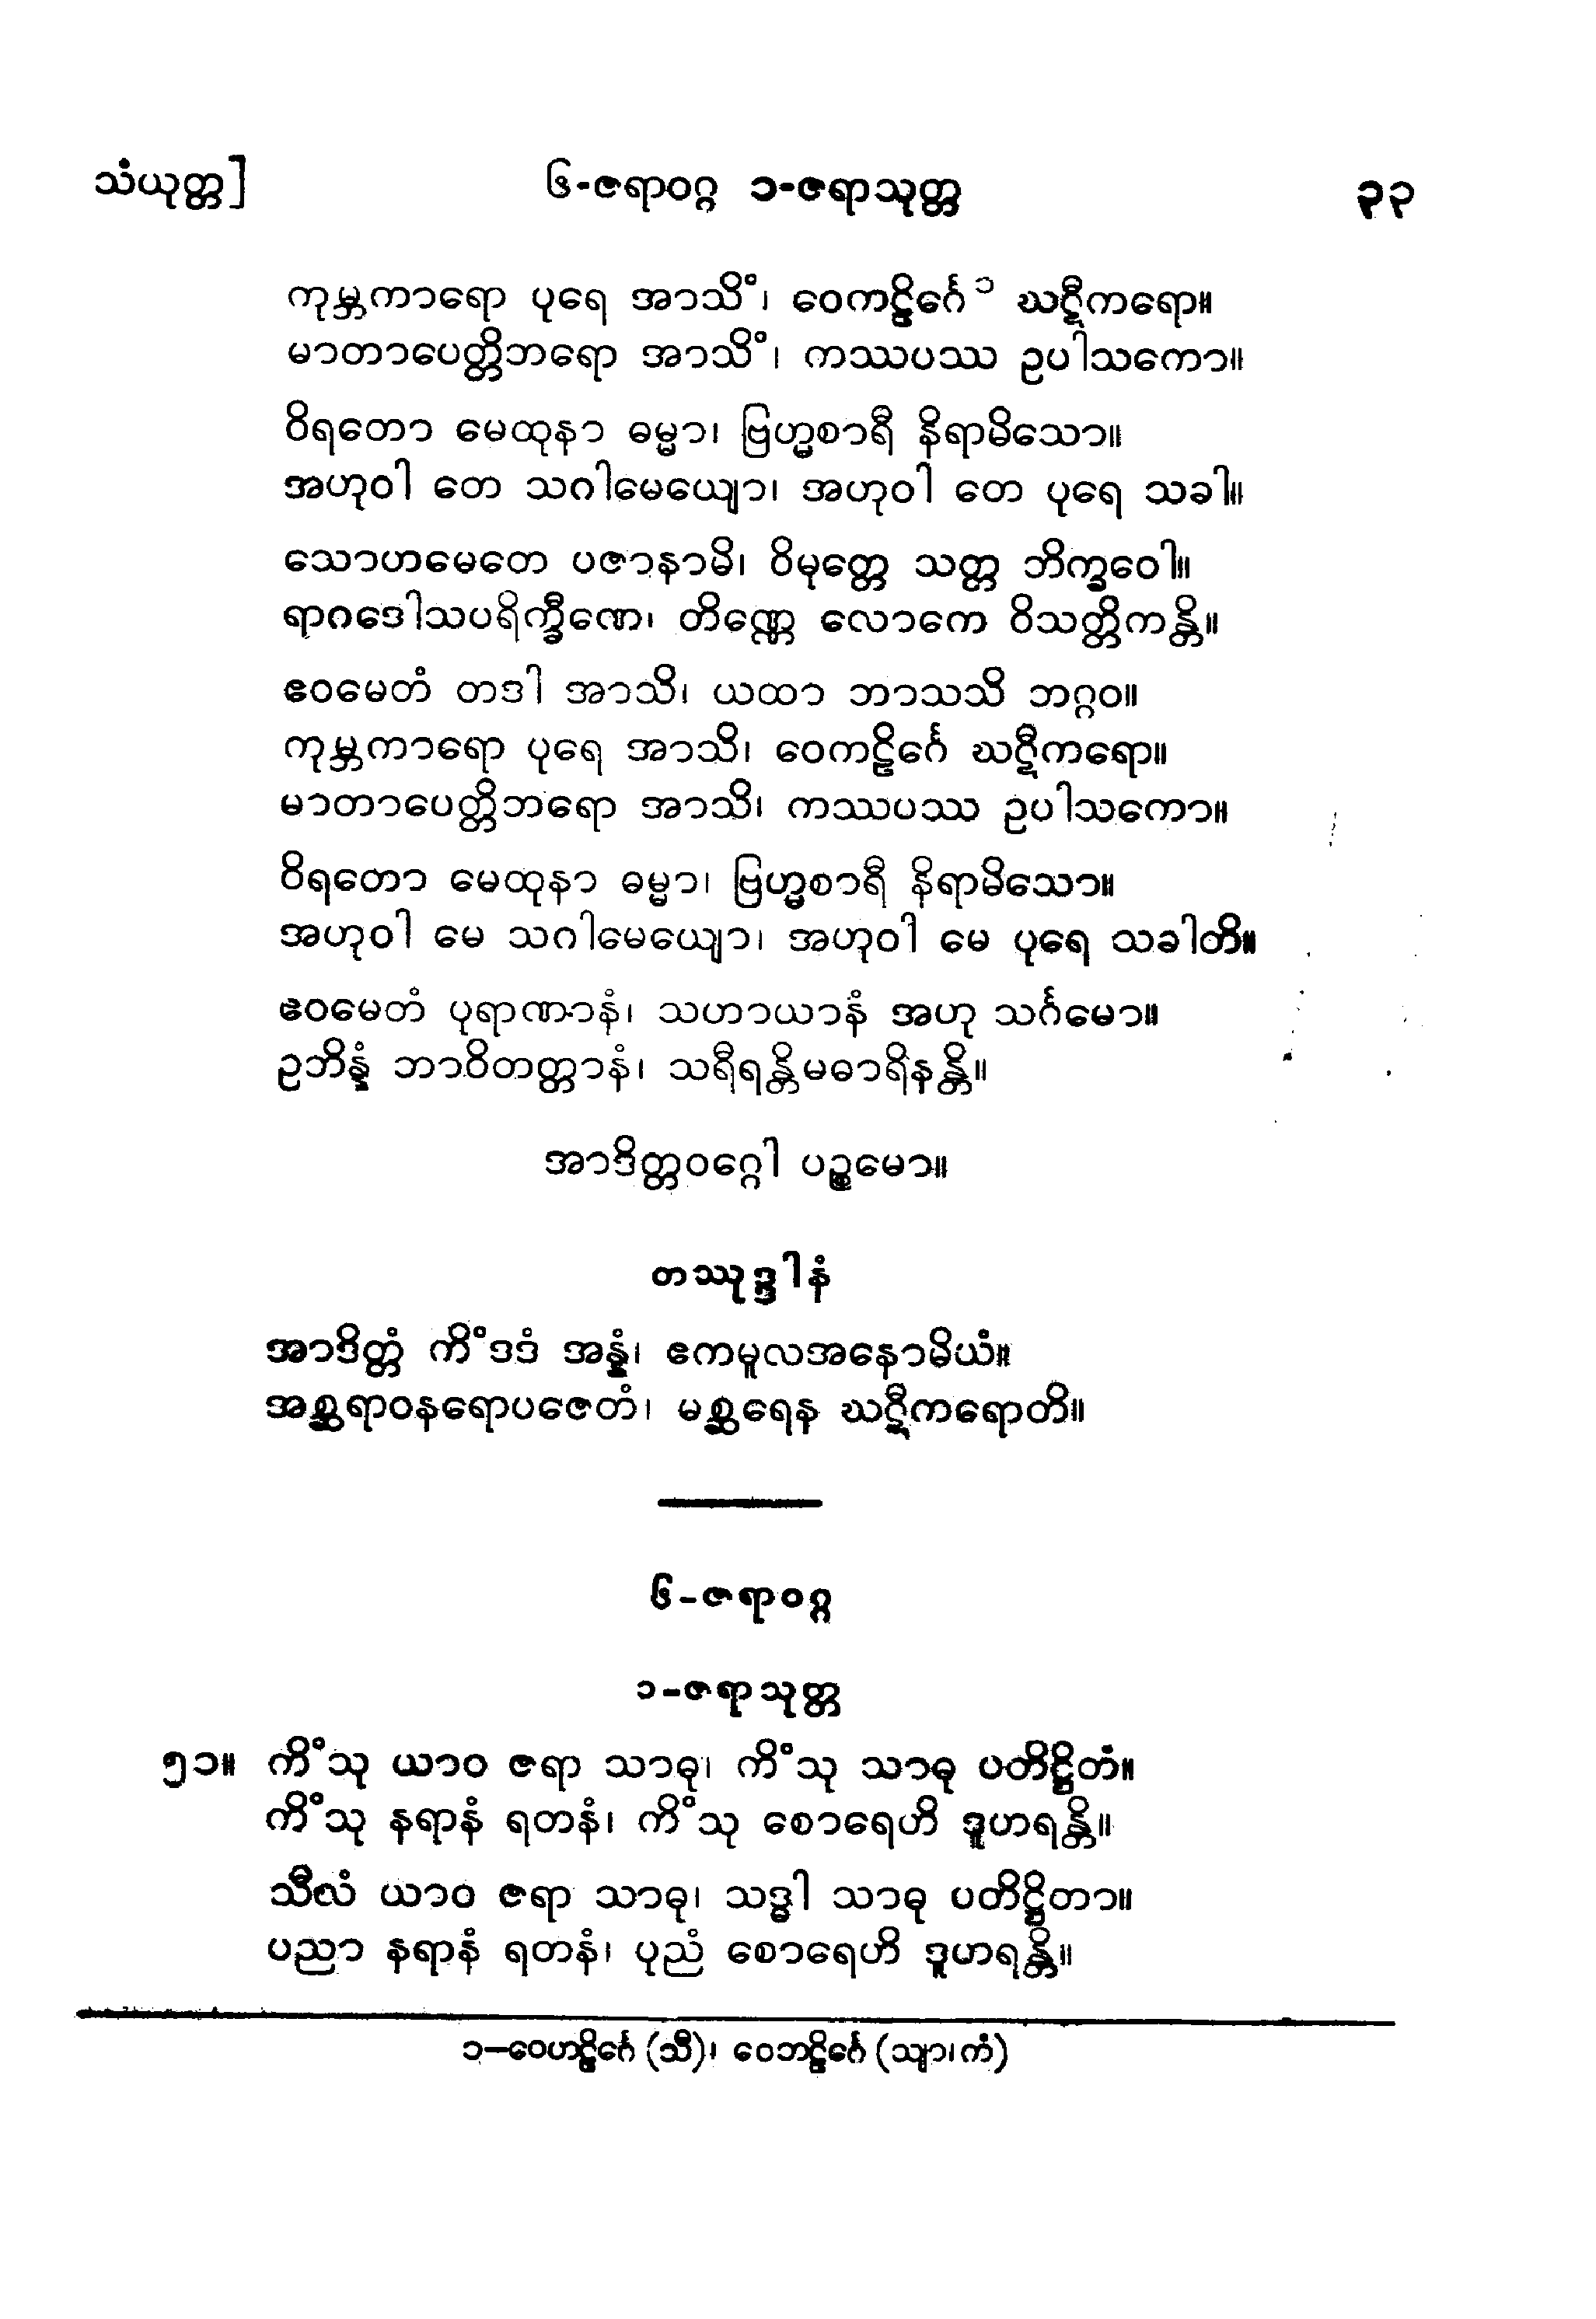 သံယုတ္တ] ၆-ဇရာဝဂ္ဂ ၁-ဇရာသုတ္တ ၃၃
ကုမ္ဘကာရော ပုရေ အာသိံ၊ ဝေကဠိင်္ဂေ ၁ ဃဋီကရော။
မာတာပေတ္တိဘရော အာသိံ၊ ကဿပဿ ဥပါသကော။
ဝိရတော မေထုနာ ဓမ္မာ၊ ဗြဟ္မစာရီ နိရာမိသော။
အဟုဝါ တေ သဂါမေယျော၊ အဟုဝါ တေ ပုရေ သခါ။
သောဟမေတေ ပဇာနာမိ၊ ဝိမုတ္တေ သတ္တ ဘိက္ခဝေါ။
ရာဂဒေါသပရိက္ခီဏေ၊ တိဏ္ဏေ လောကေ ဝိသတ္တိကန္တိ။
ဧဝမေတံ တဒါ အာသိ၊ ယထာ ဘာသသိ ဘဂ္ဂဝ။
ကုမ္ဘကာရော ပုရေ အာသိ၊ ဝေကဠိင်္ဂေ ဃဋီကရော။
မာတာပေတ္တိဘရော အာသိ၊ ကဿပဿ ဥပါသကော။
ဝိရတော မေထုနာ ဓမ္မာ၊ ဗြဟ္မစာရီ နိရာမိသော။
အဟုဝါ မေ သဂါမေယျော၊ အဟုဝါ မေ ပုရေ သခါတိ။
ဧဝမေတံ ပုရာဏာနံ၊ သဟာယာနံ အဟု သင်္ဂမော။
ဥဘိန္နံ ဘာဝိတတ္တာနံ၊ သရီရန္တိမဓာရိနန္တိ။
အာဒိတ္တဝဂ္ဂေါ ပဉ္စမော။
တဿုဒ္ဒါနံ
အာဒိတ္တံ ကိံဒဒံ အန္နံ၊ ဧကမူလအနောမိယံ။
အစ္ဆရာဝနရောပဇေတံ၊ မစ္ဆရေန ဃဋီကရောတိ။
၆-ဇရာဝဂ္ဂ
၁-ဇရာသုတ္တ
၅၁။ ကိံသု ယာဝ ဇရာ သာဓု၊ ကိံသု သာဓု ပတိဋ္ဌိတံ။
ကိံသု နရာနံ ရတနံ၊ ကိံသု စောရေဟိ ဒူဟရန္တိ။
သီလံ ယာဝ ဇရာ သာဓု၊ သဒ္ဓါ သာဓု ပတိဋ္ဌိတာ။
ပညာ နရာနံ ရတနံ၊ ပုညံ စောရေဟိ ဒူဟရန္တိ။
၁-ဝေဟဠိင်္ဂေ (သီ)၊ ဝေဘဠိင်္ဂေ (သျာ၊ ကံ)